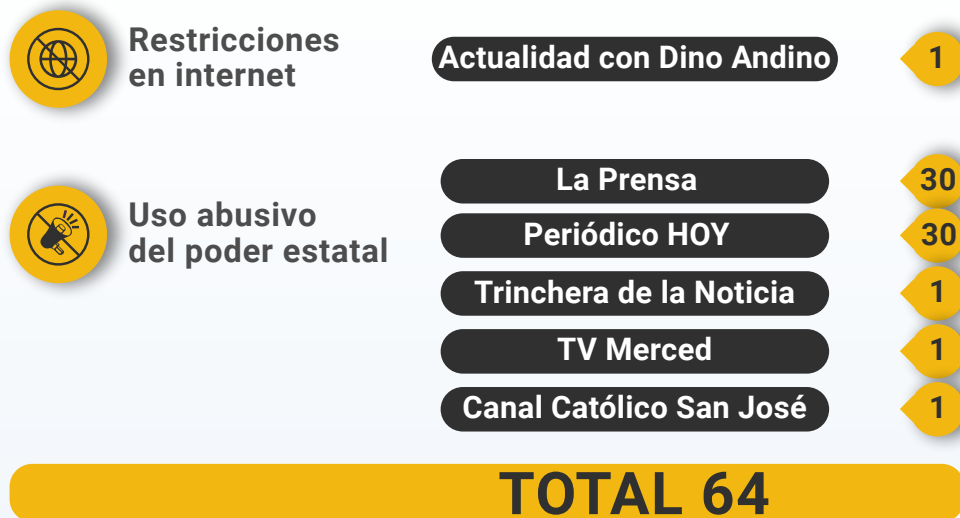 Restricciones
en internet
Actualidad con Dino Andino
1
Uso abusivo
del poder estatal
La Prensa
30
Periódico HOY
30
Trinchera de la Noticia
1
TV Merced
1
Canal Católico San José
1
TOTAL 64